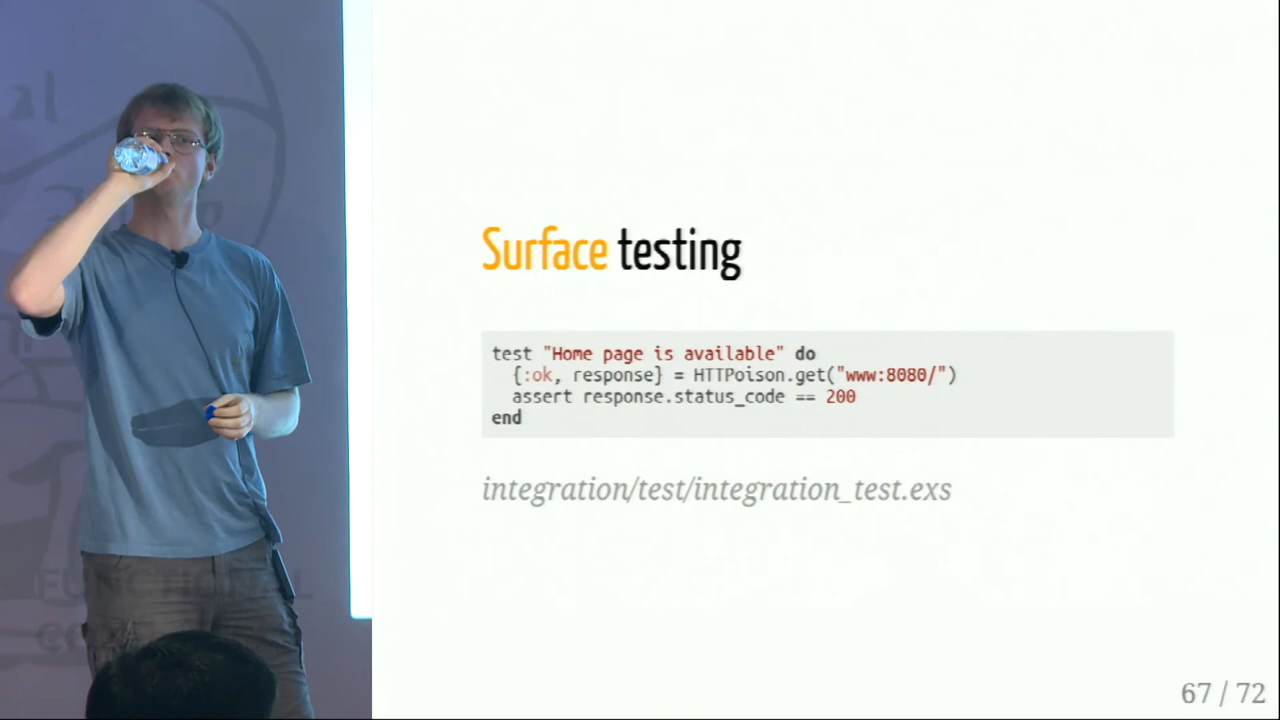 Surface testing
test "Home page is available" do
  {:ok, response} = HTTPoison.get("www:8080/")
  assert response.status_code == 200
end
integration/test/integration_test.exs
67 / 72